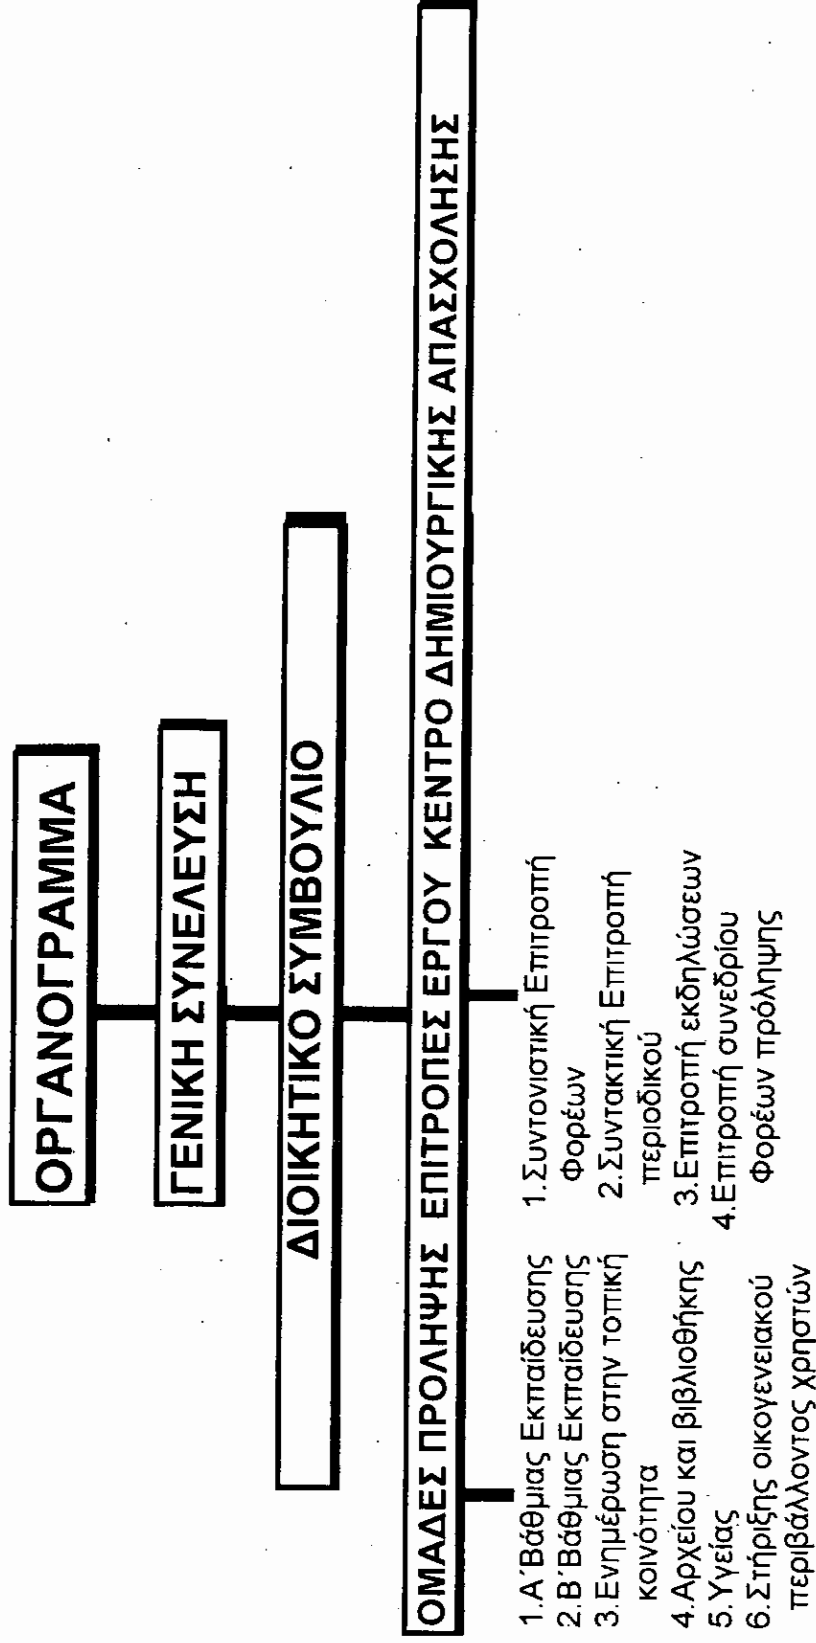 ΟΡΓΑΝΟΓΡΑΜΜΑ
ΓΕΝΙΚΗ ΣΥΝΕΛΕΥΣΗ
ΔΙΟΙΚΗΤΙΚΟ ΣΥΜΒΟΥΛΙΟ
ΟΜΑΔΕΣ ΠΡΟΛΗΨΗΣ ΕΠΙΤΡΟΠΕΣ ΕΡΓΟΥ ΚΕΝΤΡΟ ΔΗΜΙΟΥΡΓΙΚΗΣ ΑΠΑΣΧΟΛΗΣΗΣ
1.Α΄Βάθμιας Εκπαίδευσης
2.Β΄Βάθμιας Εκπαίδευσης
3.Ενημέρωση στην τοπική
κοινότητα
4.Αρχείου και βιβλιοθήκης
5.Υγείας
6.Στήριξης οικογενειακού
περιβάλλοντος χρηστών
1.Συντονιστική Επιτροπή
Φορέων
2.Συντακτική Επιτροπή
περιοδικού
3.Επιτροπή εκδηλώσεων
4.Επιτροπή συνεδρίου
Φορέων πρόληψης